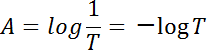 A = log 1/T = −log T